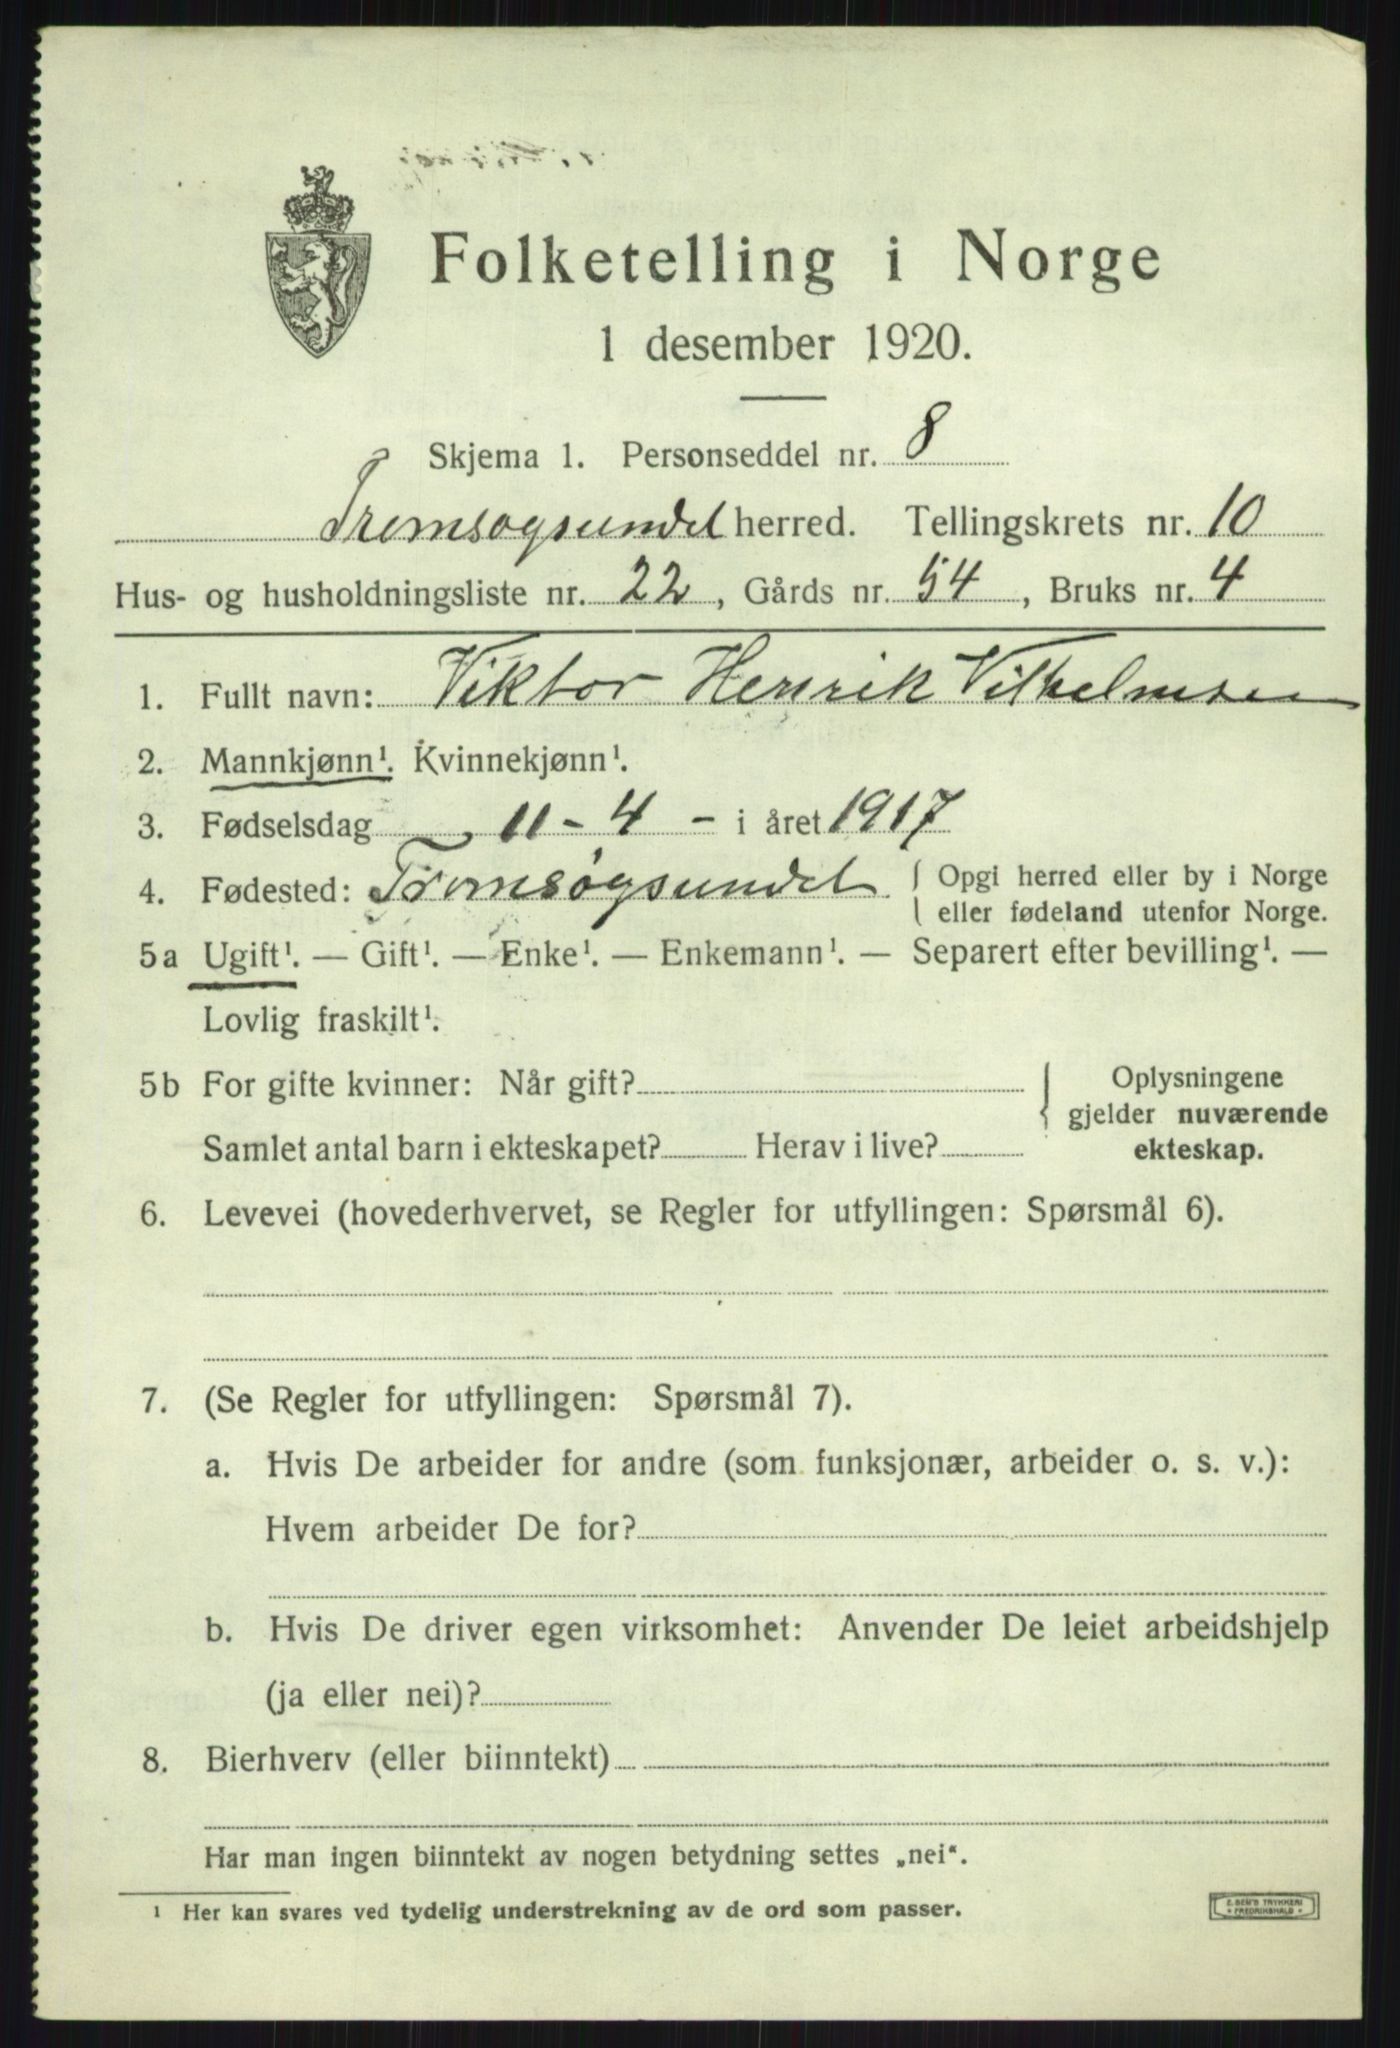 Folketelling i Norge
1 desember 1920.
Skjema 1. Personseddel nr. 8
Tromsøysundet herred. Tellingskrets nr. 10
Hus- og husholdningsliste nr. 22, Gårds nr. 54, Bruks nr. 4
1. Fullt navn: Viktor Henrik Vilhelmsen
2. Mannkjønn¹. Kvinnekjønn¹.
3. Fødselsdag 11 - 4 - i året 1917
4. Fødested: Tromsøysundet { Opgi herred eller by i Norge
eller fødeland utenfor Norge.
5a Ugift¹. — Gift¹. — Enke¹. — Enkemann¹. — Separert efter bevilling¹. —
Lovlig fraskilt¹.
5b For gifte kvinner: Når gift? } Oplysningene
gjelder nuværende
Samlet antal barn i ekteskapet? Herav i live? ekteskap.
6. Levevei (hovederhvervet, se Regler for utfyllingen: Spørsmål 6).
7. (Se Regler for utfyllingen: Spørsmål 7).
a. Hvis De arbeider for andre (som funksjonær, arbeider o. s. v.):
Hvem arbeider De for?
b. Hvis De driver egen virksomhet: Anvender De leiet arbeidshjelp
(ja eller nei)?
8. Bierhverv (eller biinntekt)
Har man ingen biinntekt av nogen betydning settes „nei".
¹ Her kan svares ved tydelig understrekning av de ord som passer.
E. SEM'S TRYKKERI
FREDRIKSHALD